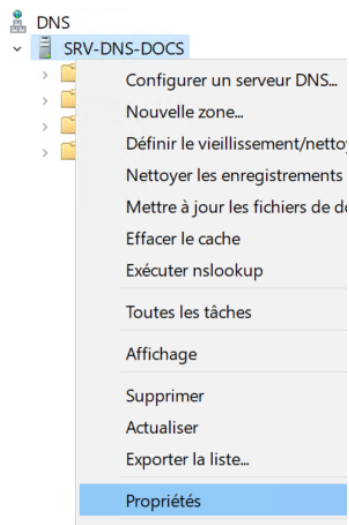 DNS
SRV-DNS-DOCS
Configurer un serveur DNS...
Nouvelle zone...
Définir le vieillissement/
Nettoyer les enregistrements
Mettre à jour les fichiers de
Effacer le cache
Exécuter nslookup
Toutes les tâches
Affichage
Supprimer
Actualiser
Exporter la liste...
Propriétés